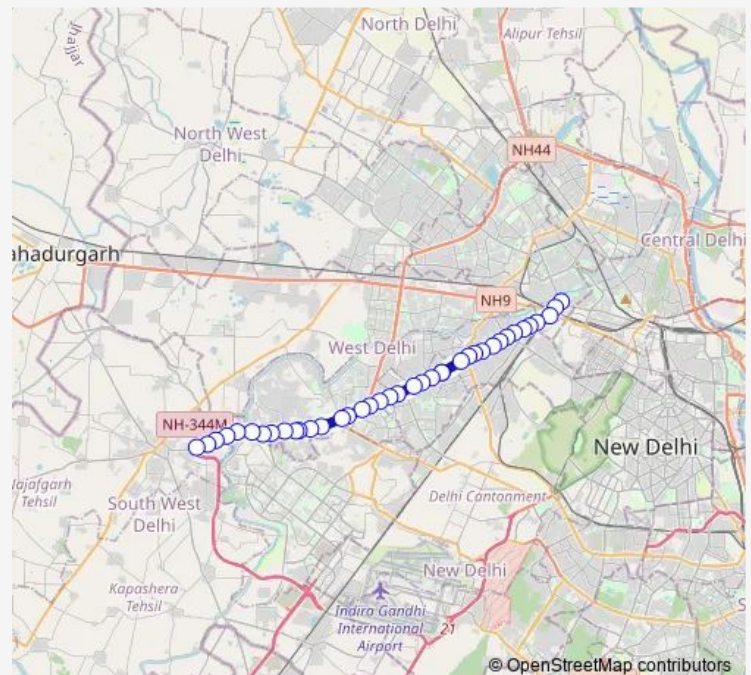 North Delhi
Alipur Tehsil
Jhajjar
North West
Delhi
NH44
Central Delhi
ahadurgarh
NH9
West Delhi
NH-344M
New Delhi
ajafgarh
Tehsil
South West
Delhi
Delhi Cantonment
New Delhi
Kapashera
Tehsil
Indira Gandhi
International
Airport
21
S
© OpenStreetMap contributors